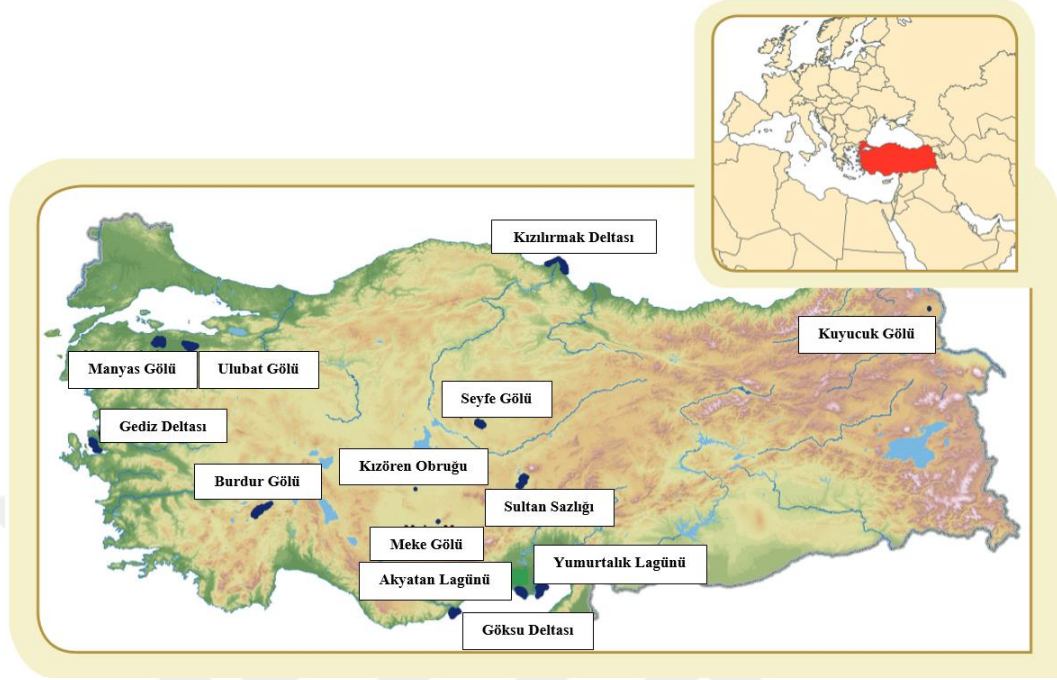 Kızılırmak Deltası
Kuyucuk Gölü
Manyas Gölü
Ulubat Gölü
Seyfe Gölü
Gediz Deltası
Kızören Obruğu
Burdur Gölü
Sultan Sazlığı
Meke Gölü
Yumurtalık Lagünü
Akyatan Lagünü
Göksu Deltası